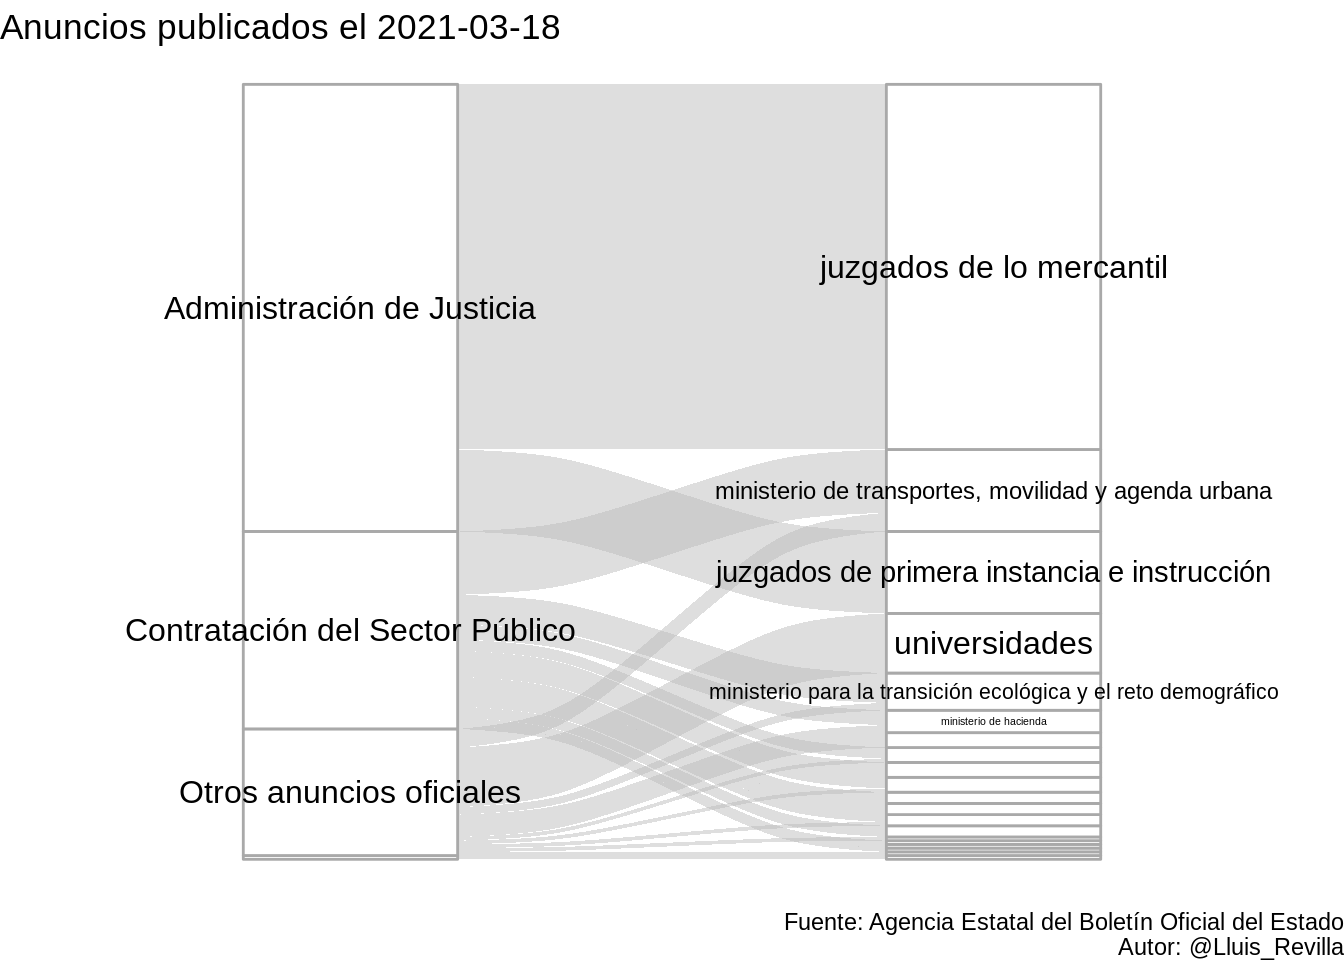 Anuncios publicados el 2021-03-18
juzgados de lo mercantil
Administración de Justicia
ministerio de transportes, movilidad y agenda urbana
juzgados de primera instancia e instrucción
Contratación del Sector Público
universidades
ministerio para la transición ecológica y el reto demográfico
ministerio de hacienda
Otros anuncios oficiales
Fuente: Agencia Estatal del Boletín Oficial del Estado
Autor: @Lluis_Revilla